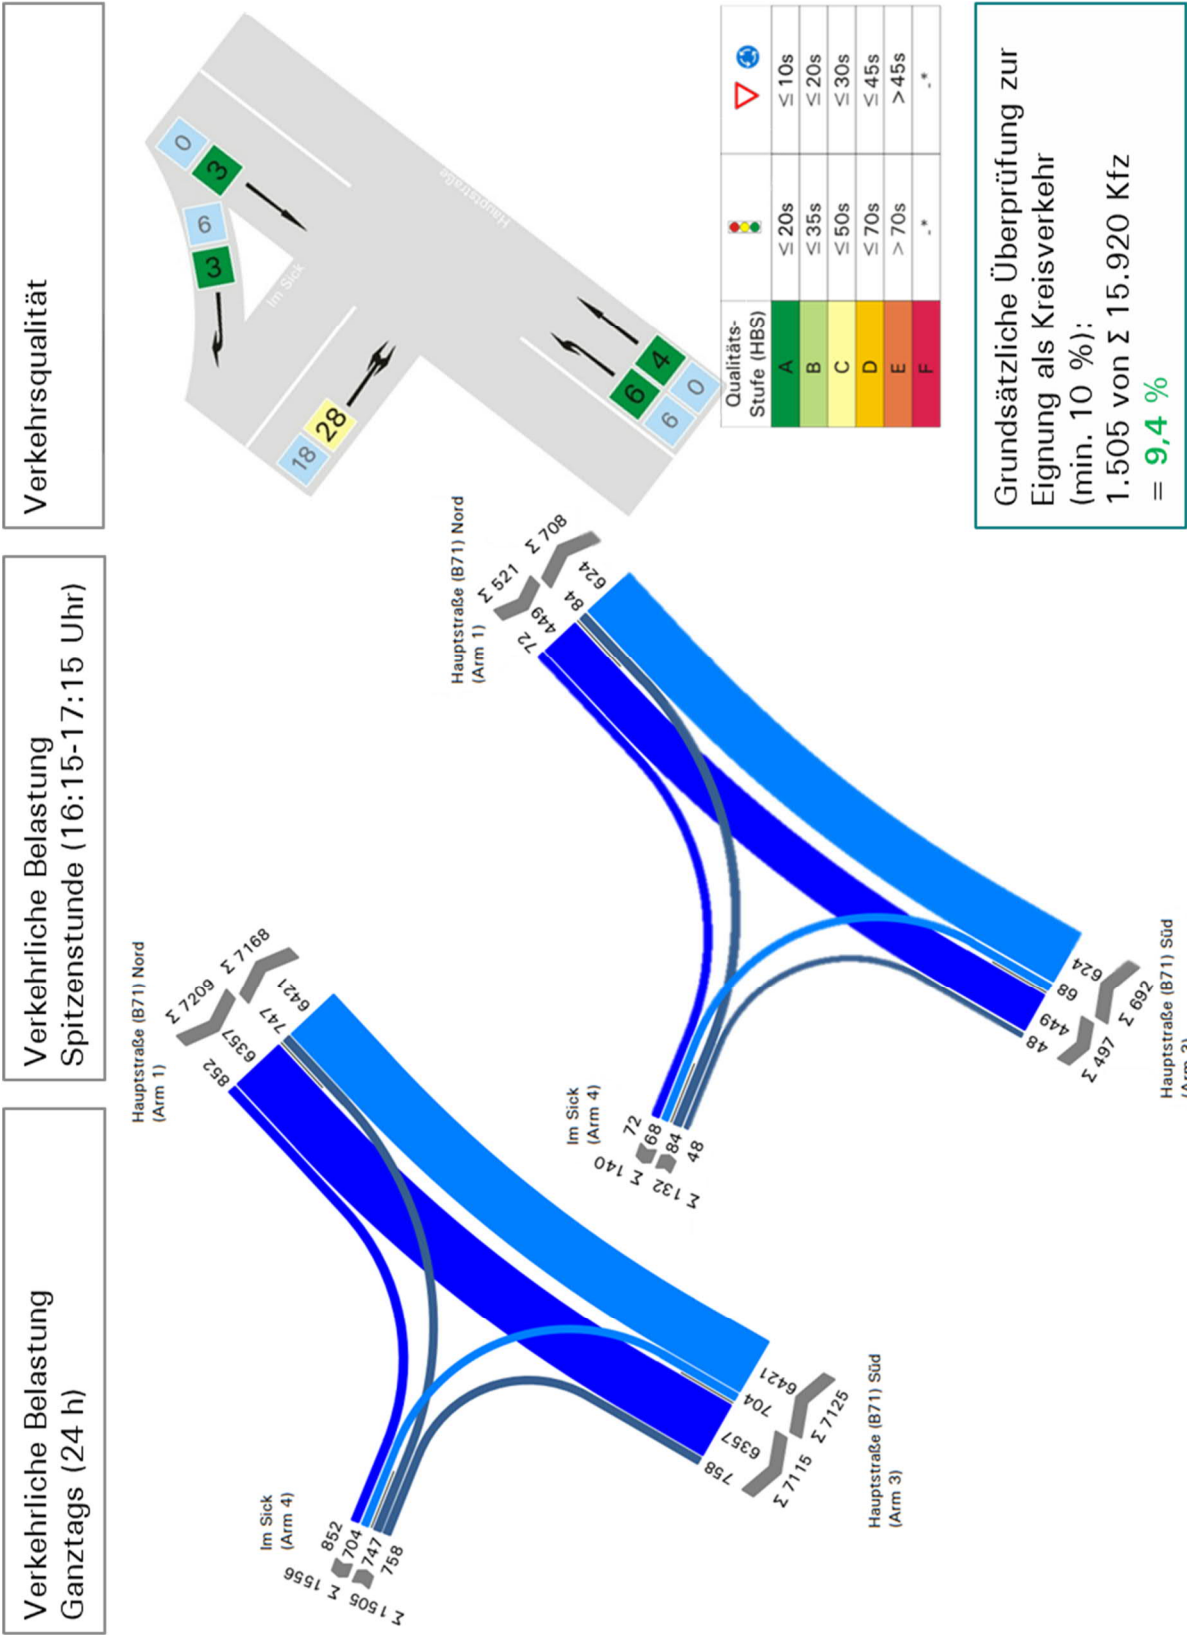 Verkehrliche Belastung
Ganztags (24 h)
Verkehrliche Belastung
Spitzenstunde (16:15-17:15 Uhr)
Verkehrsqualität
Hauptstraße (B71) Nord
(Arm 1)
Σ 7209
Σ 7168
852
6357
747
6421
Im Sick
(Arm 4)
852
704
747
758
Σ 1556
Σ 1505
758
6357
704
6421
Σ 7115
Σ 7125
Hauptstraße (B71) Süd
(Arm 3)
Hauptstraße (B71) Nord
(Arm 1)
Σ 521
Σ 708
72
449
84
624
Im Sick
(Arm 4)
72
68
84
48
Σ 140
Σ 132
48
449
68
624
Σ 497
Σ 692
Hauptstraße (B71) Süd
0
3
6
3
Im Sick
Hauptstraße
18
28
6
4
6
0
Qualitäts-
Stufe (HBS)
A ≤20s ≤ 10s
B ≤35s ≤ 20s
C ≤50s ≤ 30s
D ≤70s ≤ 45s
E >70s >45s
F -.* -.*
Grundsätzliche Überprüfung zur
Eignung als Kreisverkehr
(min. 10 %):
1.505 von Σ 15.920 Kfz
= 9,4 %